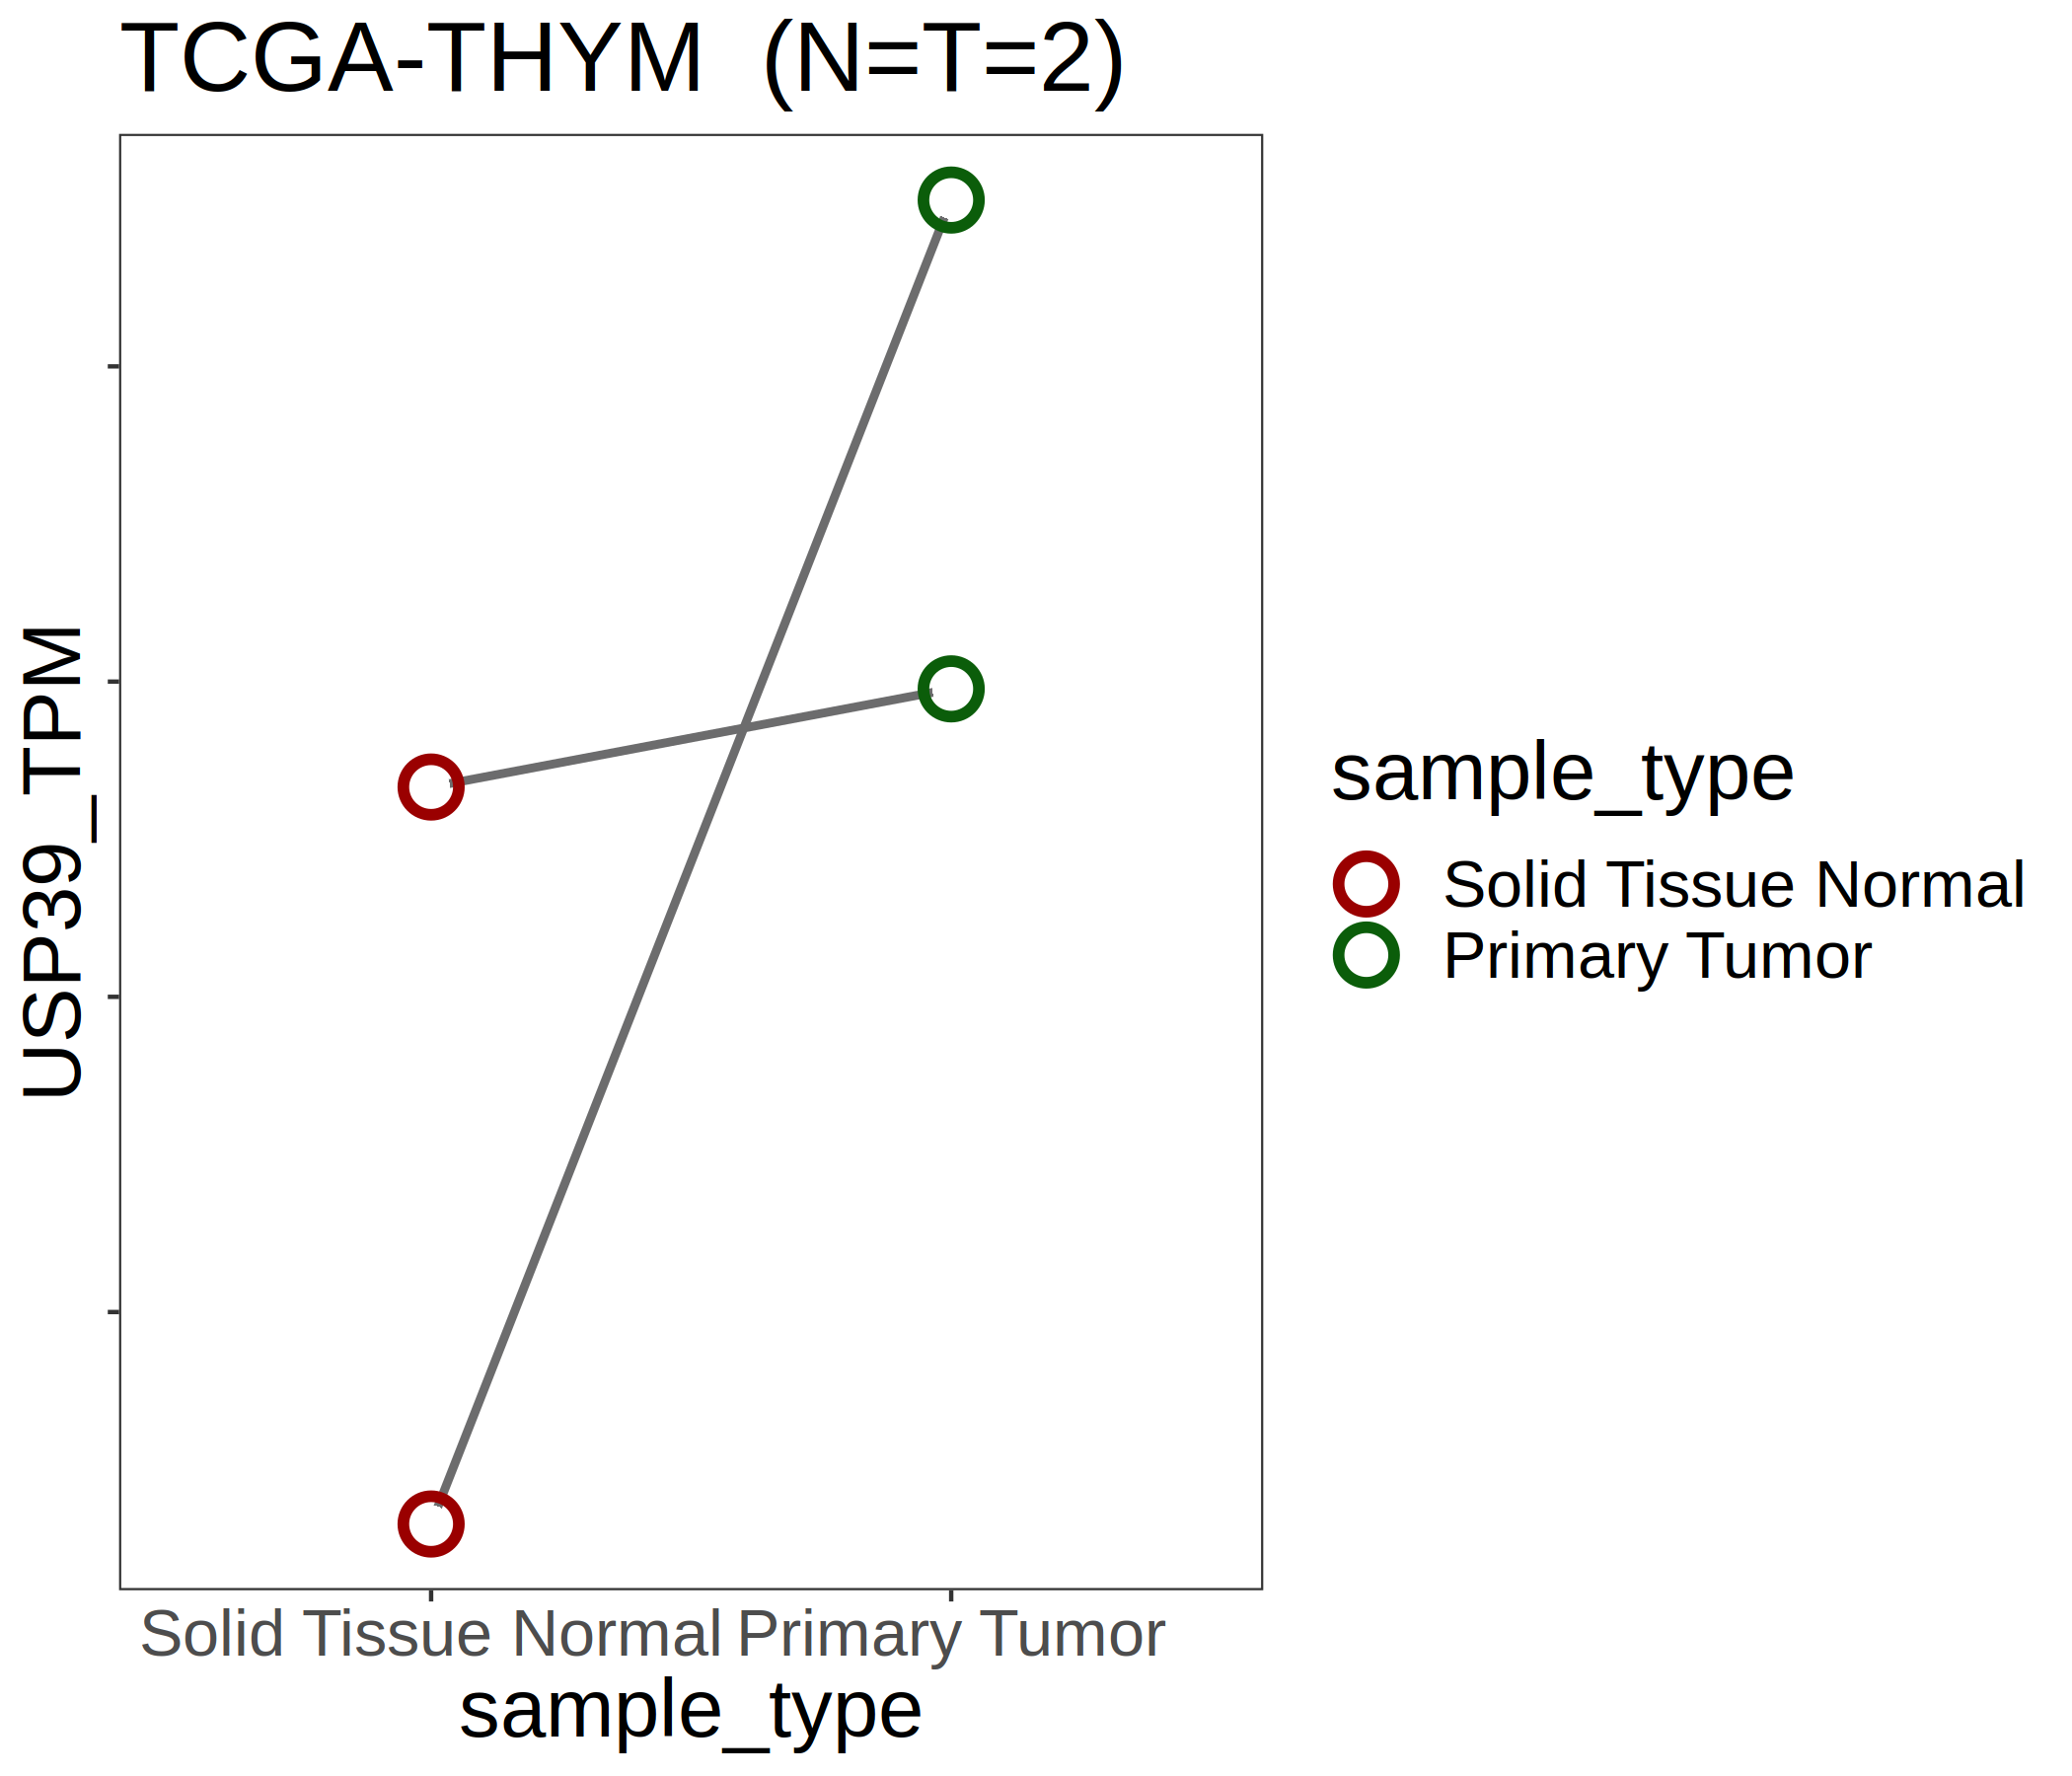 TCGA-THYM  (N=T=2)
USP39_TPM
Solid Tissue Normal Primary Tumor
sample_type
sample_type
Solid Tissue Normal
Primary Tumor